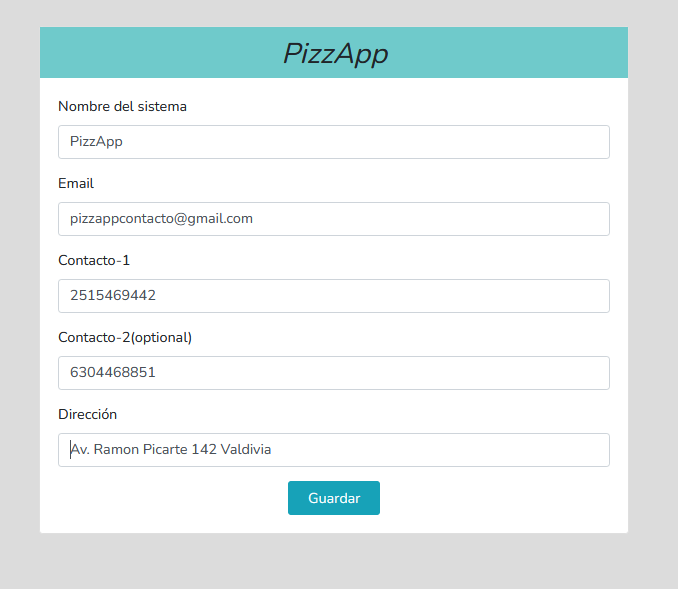 PizzApp
Nombre del sistema
PizzApp
Email
pizzappcontacto@gmail.com
Contacto-1
2515469442
Contacto-2(optional)
6304468851
Dirección
Av. Ramon Picarte 142 Valdivia
Guardar